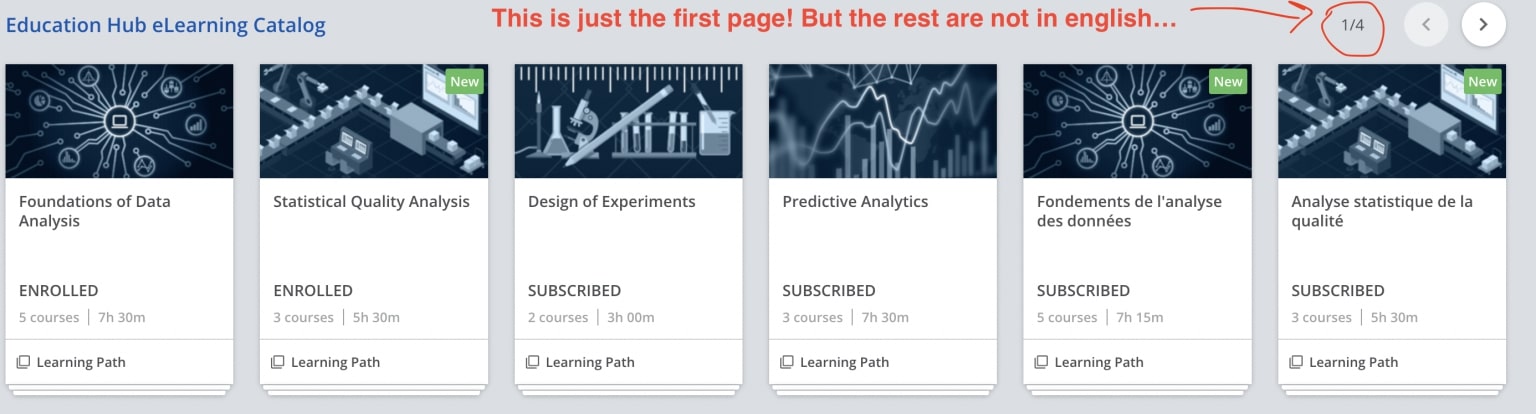 Education Hub eLearning Catalog
This is just the first page! But the rest are not in english...
1/4
New
New
Foundations of Data
Analysis
ENROLLED
5 courses | 7h 30m
Learning Path
Statistical Quality Analysis
ENROLLED
3 courses | 5h 30m
Learning Path
Design of Experiments
SUBSCRIBED
2 courses | 3h 00m
Learning Path
Predictive Analytics
SUBSCRIBED
3 courses | 7h 30m
Learning Path
Fondements de l'analyse
des données
SUBSCRIBED
5 courses | 7h 15m
Learning Path
Analyse statistique de la
qualité
SUBSCRIBED
3 courses | 5h 30m
Learning Path